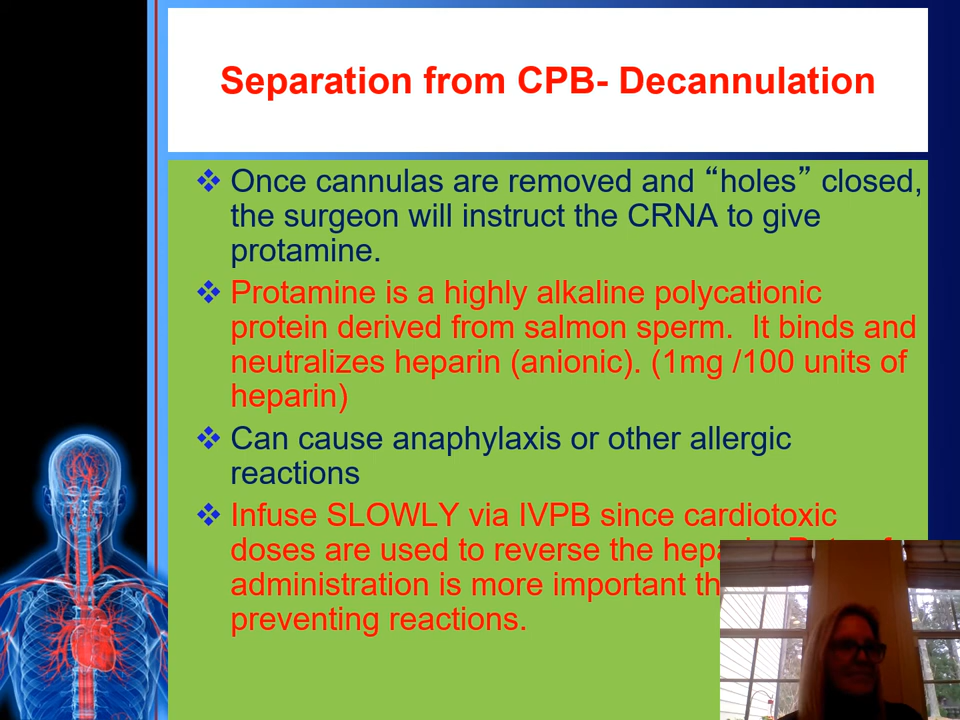 Separation from CPB- Decannulation
❖ Once cannulas are removed and “holes” closed,
the surgeon will instruct the CRNA to give
protamine.
❖ Protamine is a highly alkaline polycationic
protein derived from salmon sperm.  It binds and
neutralizes heparin (anionic). (1mg /100 units of
heparin)
❖ Can cause anaphylaxis or other allergic
reactions
❖ Infuse SLOWLY via IVPB since cardiotoxic
doses are used to reverse the
administration is more important
preventing reactions.